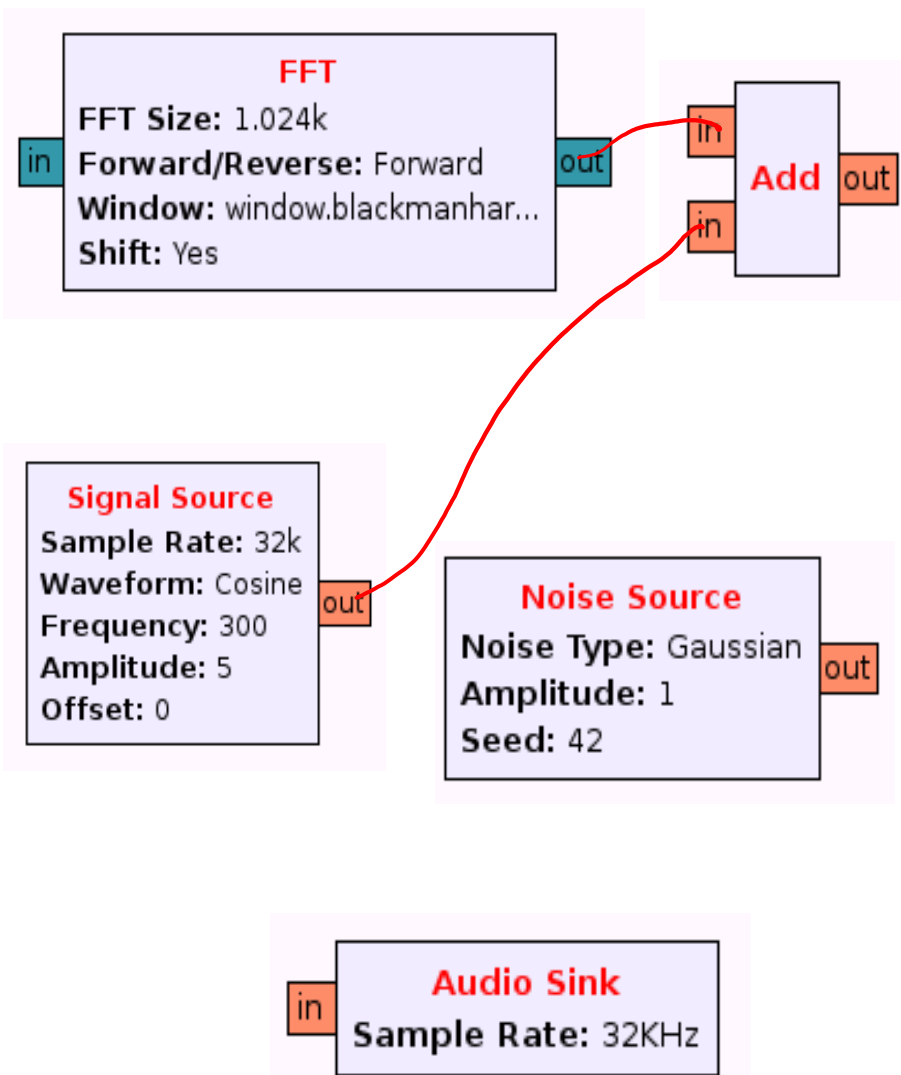 FFT
FFT Size: 1.024k
in
Forward/Reverse: Forward
out
Window: window.blackmanhar...
Shift: Yes
in
in
Add
out
Signal Source
Sample Rate: 32k
Waveform: Cosine
out
Frequency: 300
Amplitude: 5
Offset: 0
Noise Source
Noise Type: Gaussian
out
Amplitude: 1
Seed: 42
in
Audio Sink
Sample Rate: 32KHz